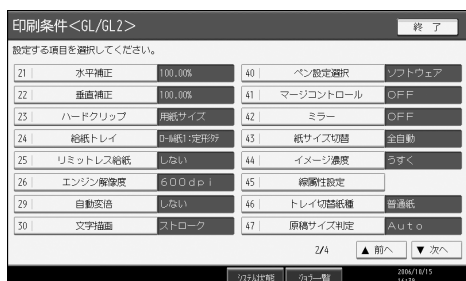 印刷条件<GL/GL2>
終 了
設定する項目を選択してください。
21 水平補正 100.00%
22 垂直補正 100.00%
23 ハードクリップ 用紙サイズ
24 給紙トレイ ﾛｰﾙ紙1:定形ﾀﾃ
25 リミットレス給紙 しない
26 エンジン解像度 600dpi
29 自動変倍 しない
30 文字描画 ストローク
40 ペン設定選択 ソフトウェア
41 マージコントロール OFF
42 ミラー OFF
43 紙サイズ切替 全自動
44 イメージ濃度 うすく
45 線属性設定
46 トレイ切替紙種 普通紙
47 原稿サイズ判定 Auto
2/4 ▲ 前へ ▼ 次へ
ｼｽﾃﾑ状態 ｼﾞｮﾌﾞ一覧 2006/10/15